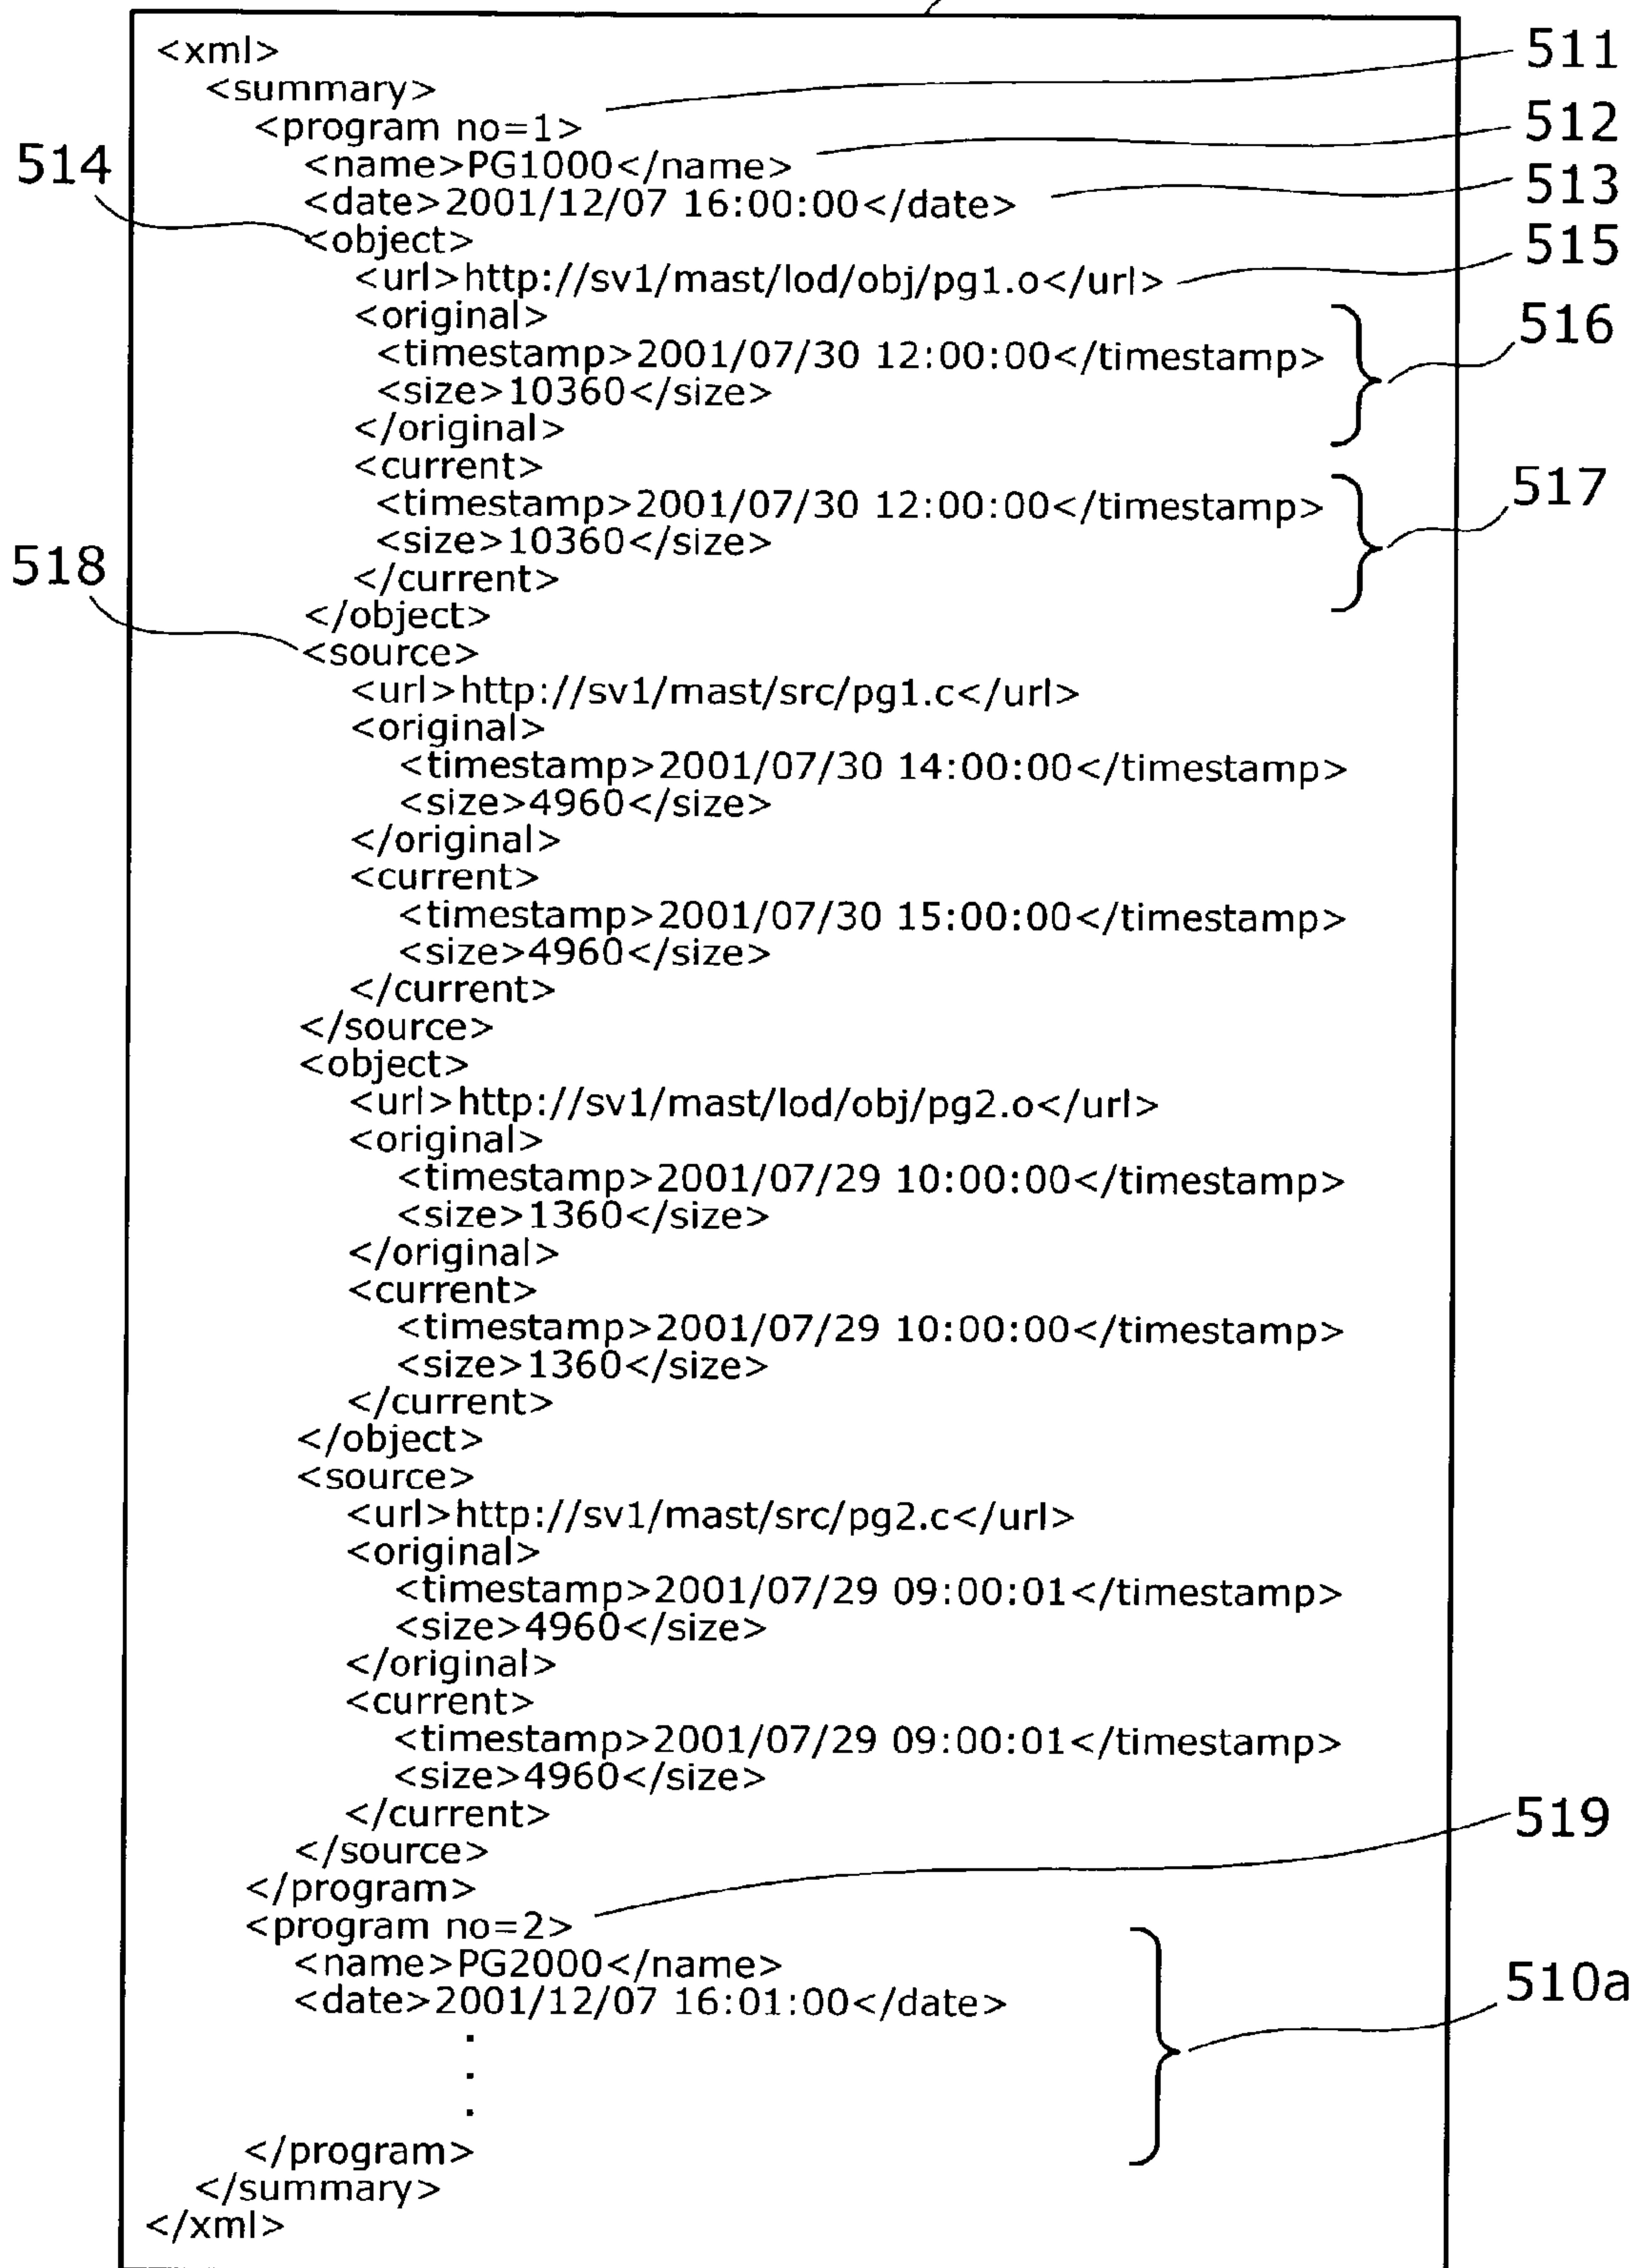 <xml>
<summary>
<program no=1>
<name>PG1000</name>
<date>2001/12/07 16:00:00</date>
<object>
<url>http://sv1/mast/lod/obj/pg1.o</url>
<original>
<timestamp>2001/07/30 12:00:00</timestamp>
<size>10360</size>
</original>
<current>
<timestamp>2001/07/30 12:00:00</timestamp>
<size>10360</size>
</current>
</object>
<source>
<url>http://sv1/mast/src/pg1.c</url>
<original>
<timestamp>2001/07/30 14:00:00</timestamp>
<size>4960</size>
</original>
<current>
<timestamp>2001/07/30 15:00:00</timestamp>
<size>4960</size>
</current>
</source>
<object>
<url>http://sv1/mast/lod/obj/pg2.o</url>
<original>
<timestamp>2001/07/29 10:00:00</timestamp>
<size>1360</size>
</original>
<current>
<timestamp>2001/07/29 10:00:00</timestamp>
<size>1360</size>
</current>
</object>
<source>
<url>http://sv1/mast/src/pg2.c</url>
<original>
<timestamp>2001/07/29 09:00:01</timestamp>
<size>4960</size>
</original>
<current>
<timestamp>2001/07/29 09:00:01</timestamp>
<size>4960</size>
</current>
</source>
</program>
<program no=2>
<name>PG2000</name>
<date>2001/12/07 16:01:00</date>
.
.
.
</program>
</summary>
</xml>
511
512
513
514
515
516
517
518
519
510a